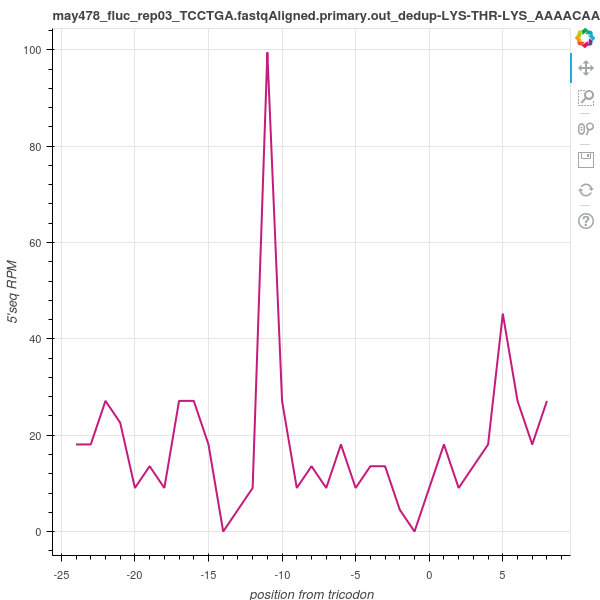 may478_fluc_rep03_TCCTGA.fastqAligned.primary.out_dedup-LYS-THR-LYS_AAAACAA
100
80
60
40
20
0
5'seq RPM
-25 -20 -15 -10 -5 0 5
position from tricodon